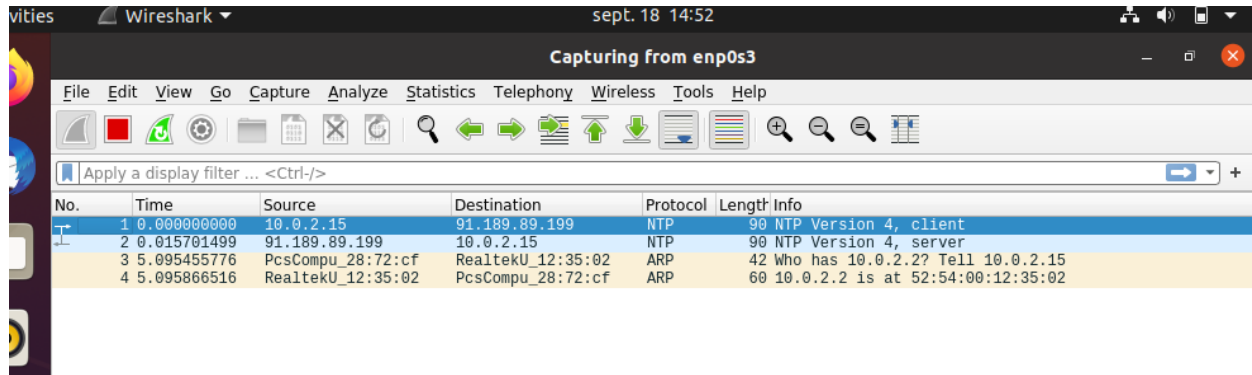 vities Wireshark sept. 18 14:52
Capturing from enp0s3
File Edit View Go Capture Analyze Statistics Telephony Wireless Tools Help
Apply a display filter ... <Ctrl-/> +
No. Time Source Destination Protocol Length Info
1 0.000000000 10.0.2.15 91.189.89.199 NTP 90 NTP Version 4, client
2 0.015701499 91.189.89.199 10.0.2.15 NTP 90 NTP Version 4, server
3 5.095455776 PcsCompu_28:72:cf RealtekU_12:35:02 ARP 42 Who has 10.0.2.2? Tell 10.0.2.15
4 5.095866516 RealtekU_12:35:02 PcsCompu_28:72:cf ARP 60 10.0.2.2 is at 52:54:00:12:35:02